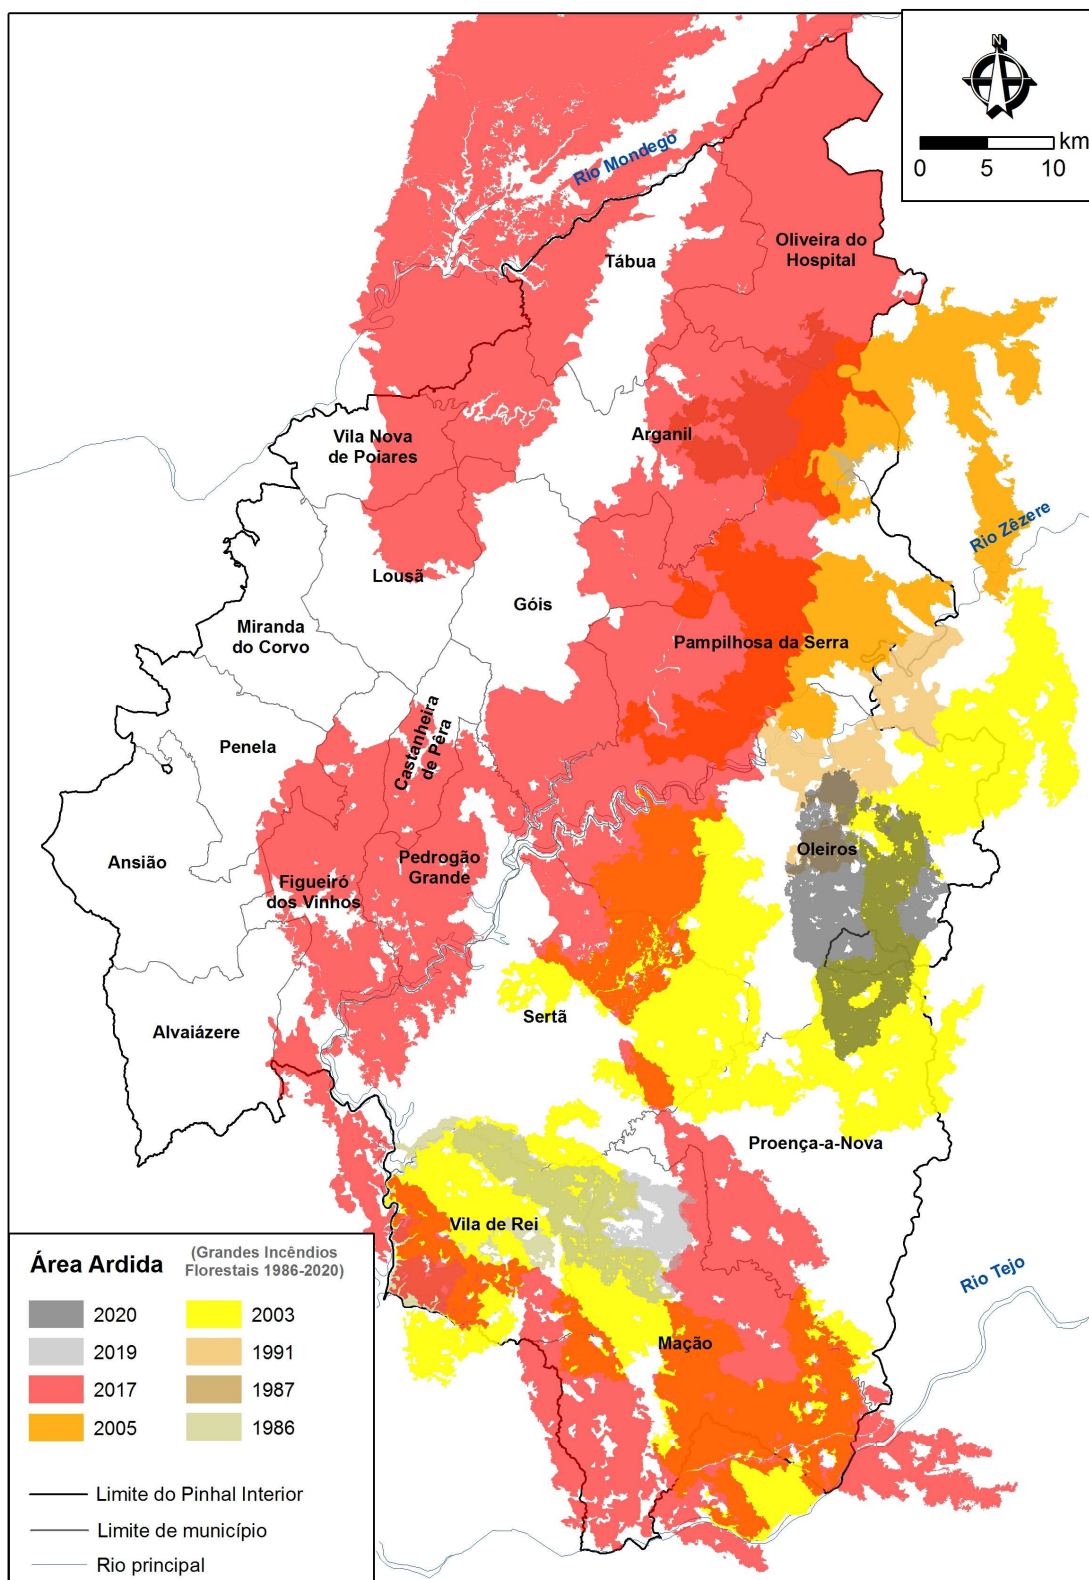 N
km
0 5 10
Rio Mondego
Tábua
Oliveira do
Hospital
Arganil
Vila Nova
de Poiares
Rio Zêzere
Lousã
Góis
Miranda
do Corvo
Pampilhosa da Serra
Castanheira
de Pêra
Penela
Ansião
Figueiró
dos Vinhos
Pedrogão
Grande
Oleiros
Alvaiázere
Sertã
Proença-a-Nova
Vila de Rei
Mação
Rio Tejo
Área Ardida
(Grandes Incêndios
Florestais 1986-2020)
2020
2003
2019
1991
2017
1987
2005
1986
Limite do Pinhal Interior
Limite de município
Rio principal